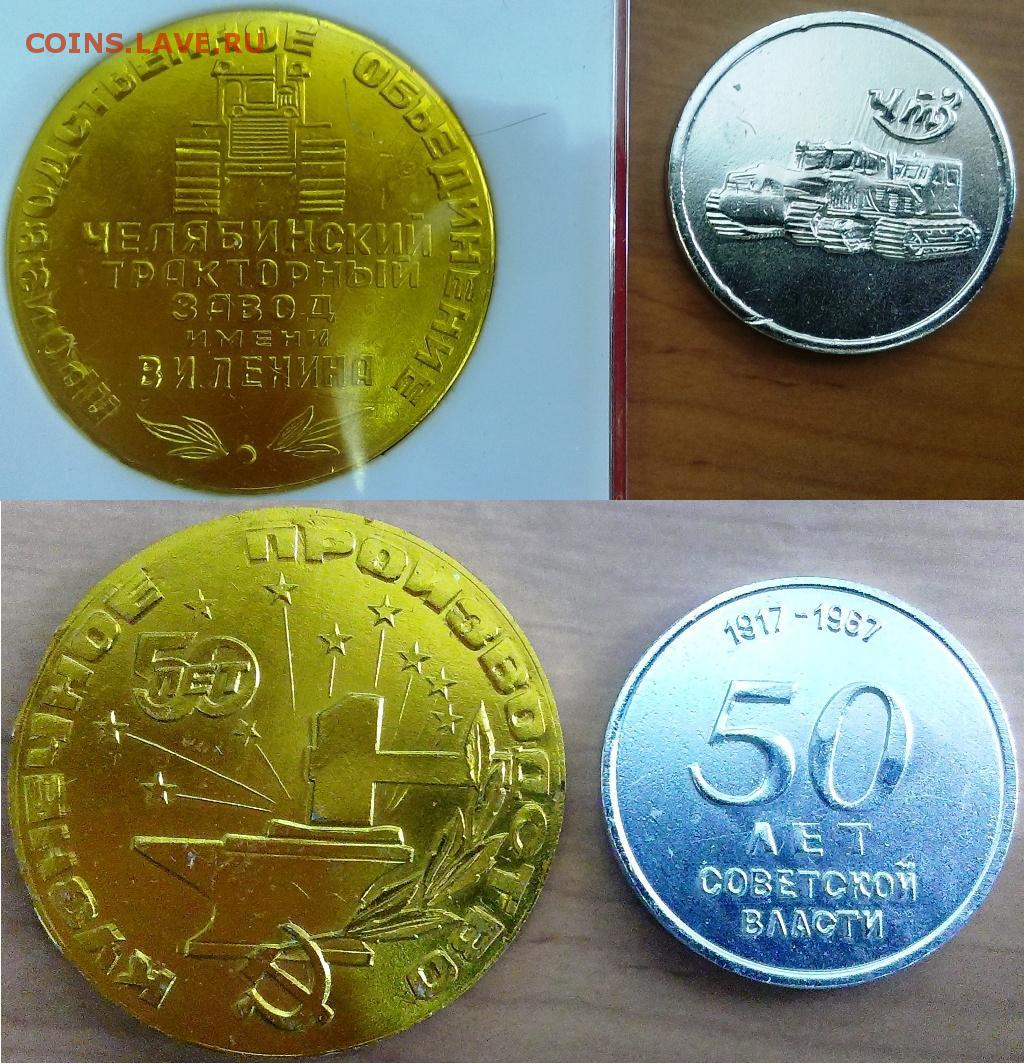 COINS.LAVE.RU
ПРОИЗВОДСТВЕННОЕ ОБЪЕДИНЕНИЕ
ЧЕЛЯБИНСКИЙ
ТРАКТОРНЫЙ
ЗАВОД
ИМЕНИ
В.И.ЛЕНИНА
ЧТЗ
КУЗНЕЧНОЕ ПРОИЗВОДСТВО
50
ЛЕТ
1917-1967
50
ЛЕТ
СОВЕТСКОЙ
ВЛАСТИ